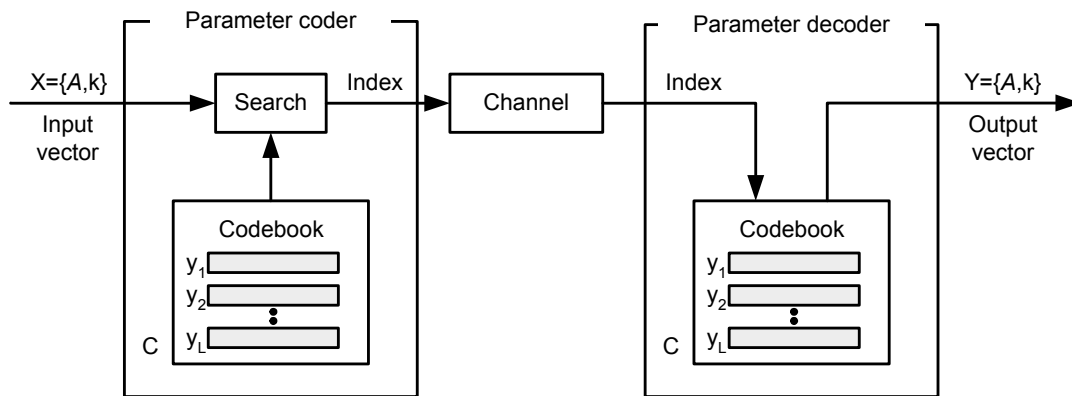 Parameter coder
X={A,k}
Input
vector
Search
Index
Codebook
y1
y2
yL
C
Channel
Parameter decoder
Index
Codebook
y1
y2
yL
C
Y={A,k}
Output
vector